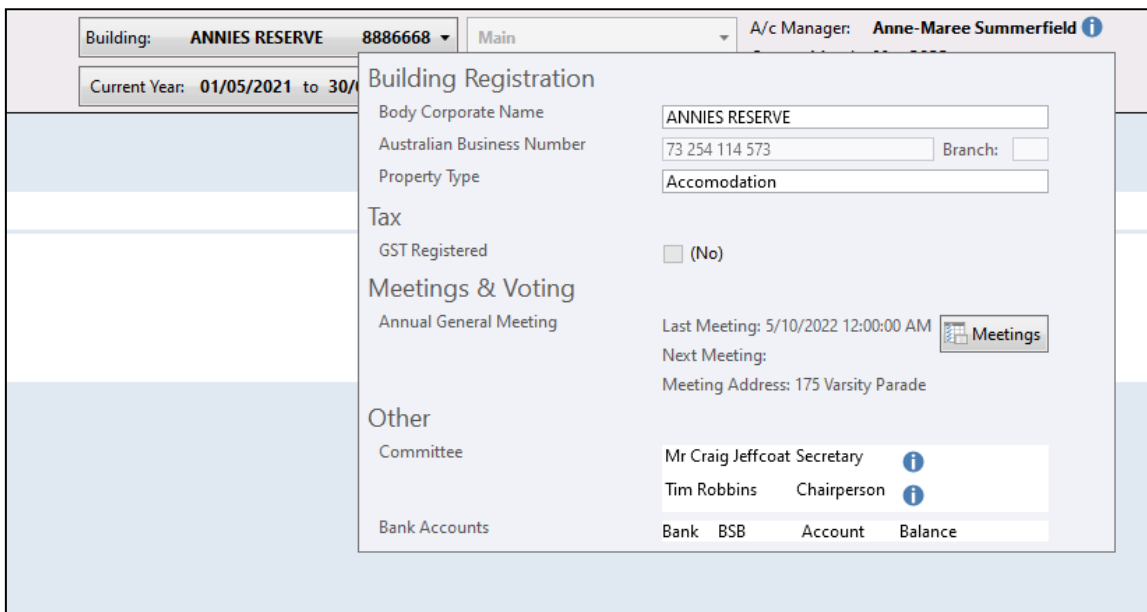 Building: ANNIES RESERVE 8886668 Main A/c Manager: Anne-Maree Summerfield
Current Year: 01/05/2021 to
Building Registration
Body Corporate Name ANNIES RESERVE
Australian Business Number 73 254 114 573 Branch:
Property Type Accomodation
Tax
GST Registered (No)
Meetings & Voting
Annual General Meeting Last Meeting: 5/10/2022 12:00:00 AM Meetings
Next Meeting:
Meeting Address: 175 Varsity Parade
Other
Committee Mr Craig Jeffcoat Secretary
Tim Robbins Chairperson
Bank Accounts Bank BSB Account Balance